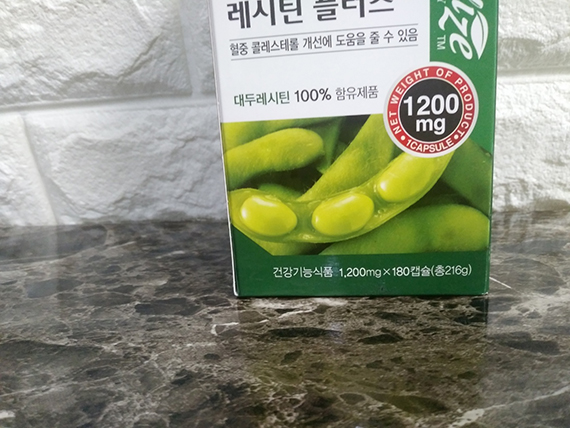 레시틴 플러스
혈중 콜레스테롤 개선에 도움을 줄 수 있음
대두레시틴 100% 함유제품
NET WEIGHT OF PRODUCT
1200
mg
1CAPSULE
건강기능식품 1,200mg×180캡슐(총216g)
TM